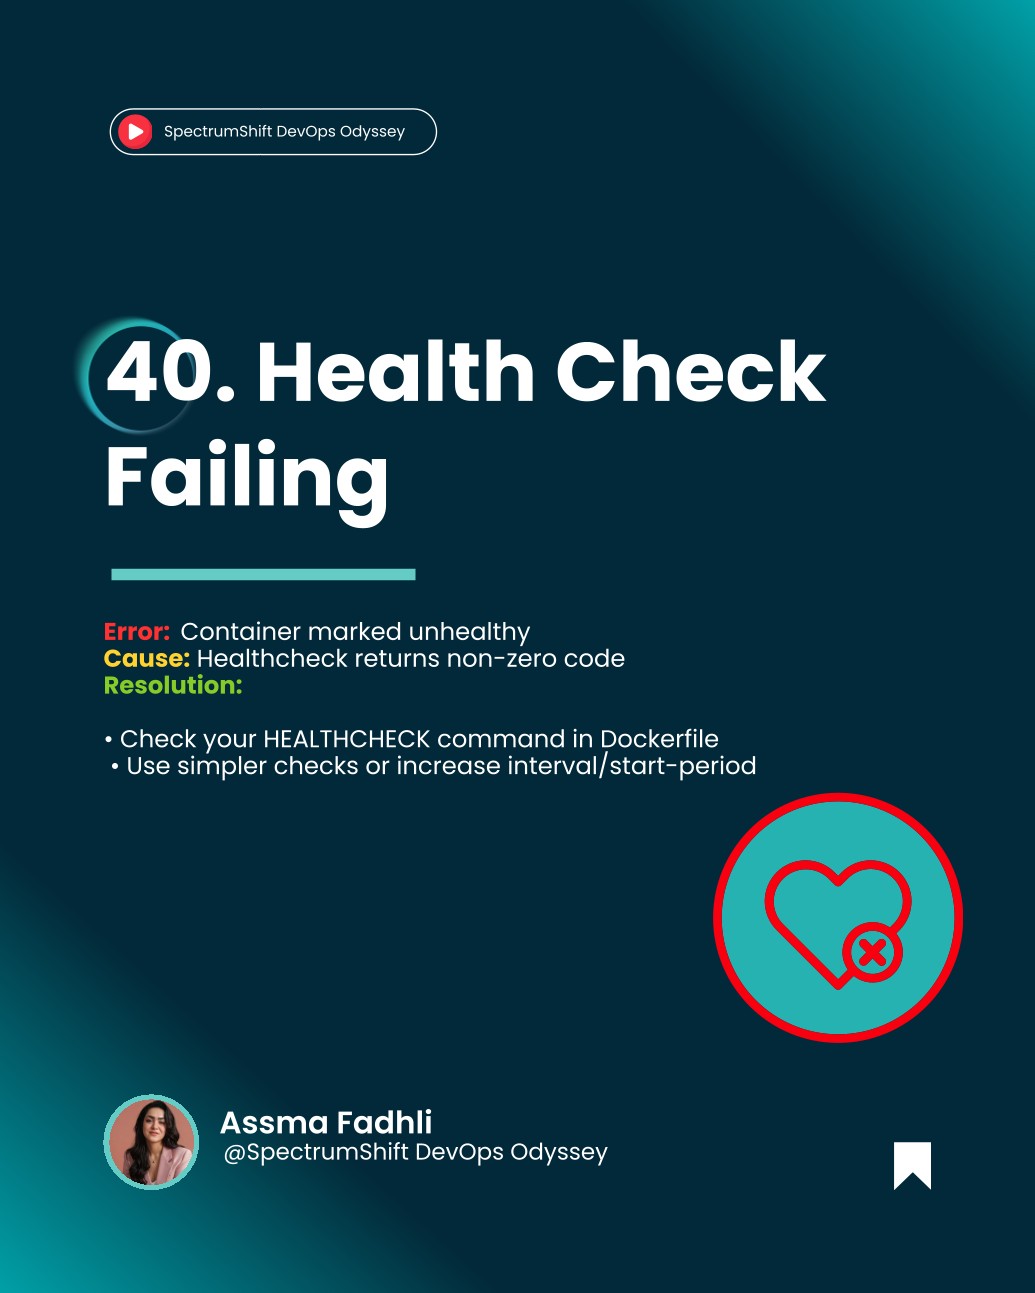 SpectrumShift DevOps Odyssey
40. Health Check
Failing
Error: Container marked unhealthy
Cause: Healthcheck returns non-zero code
Resolution:
• Check your HEALTHCHECK command in Dockerfile
• Use simpler checks or increase interval/start-period
Assma Fadhli
@SpectrumShift DevOps Odyssey